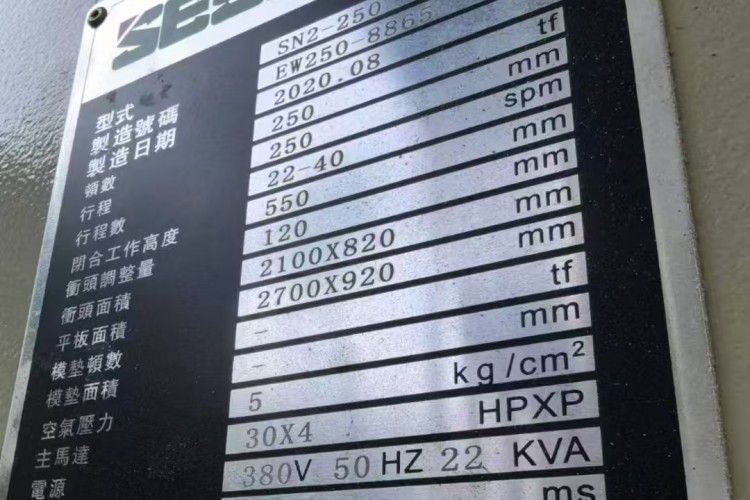 SES
型式 SN2-250
製造號碼 EW250-8865
製造日期 2020.08
頓數 250 tf
行程 250 mm
行程數 22-40 spm
閉合工作高度 550 mm
衝頭調整量 120 mm
衝頭面積 2100X820 mm
平板面積 2700X920 mm
模墊頓數 - tf
模墊面積 - mm
空氣壓力 5 kg/cm²
主馬達 30X4 HPXP
電源 380V 50 HZ 22 KVA
ms